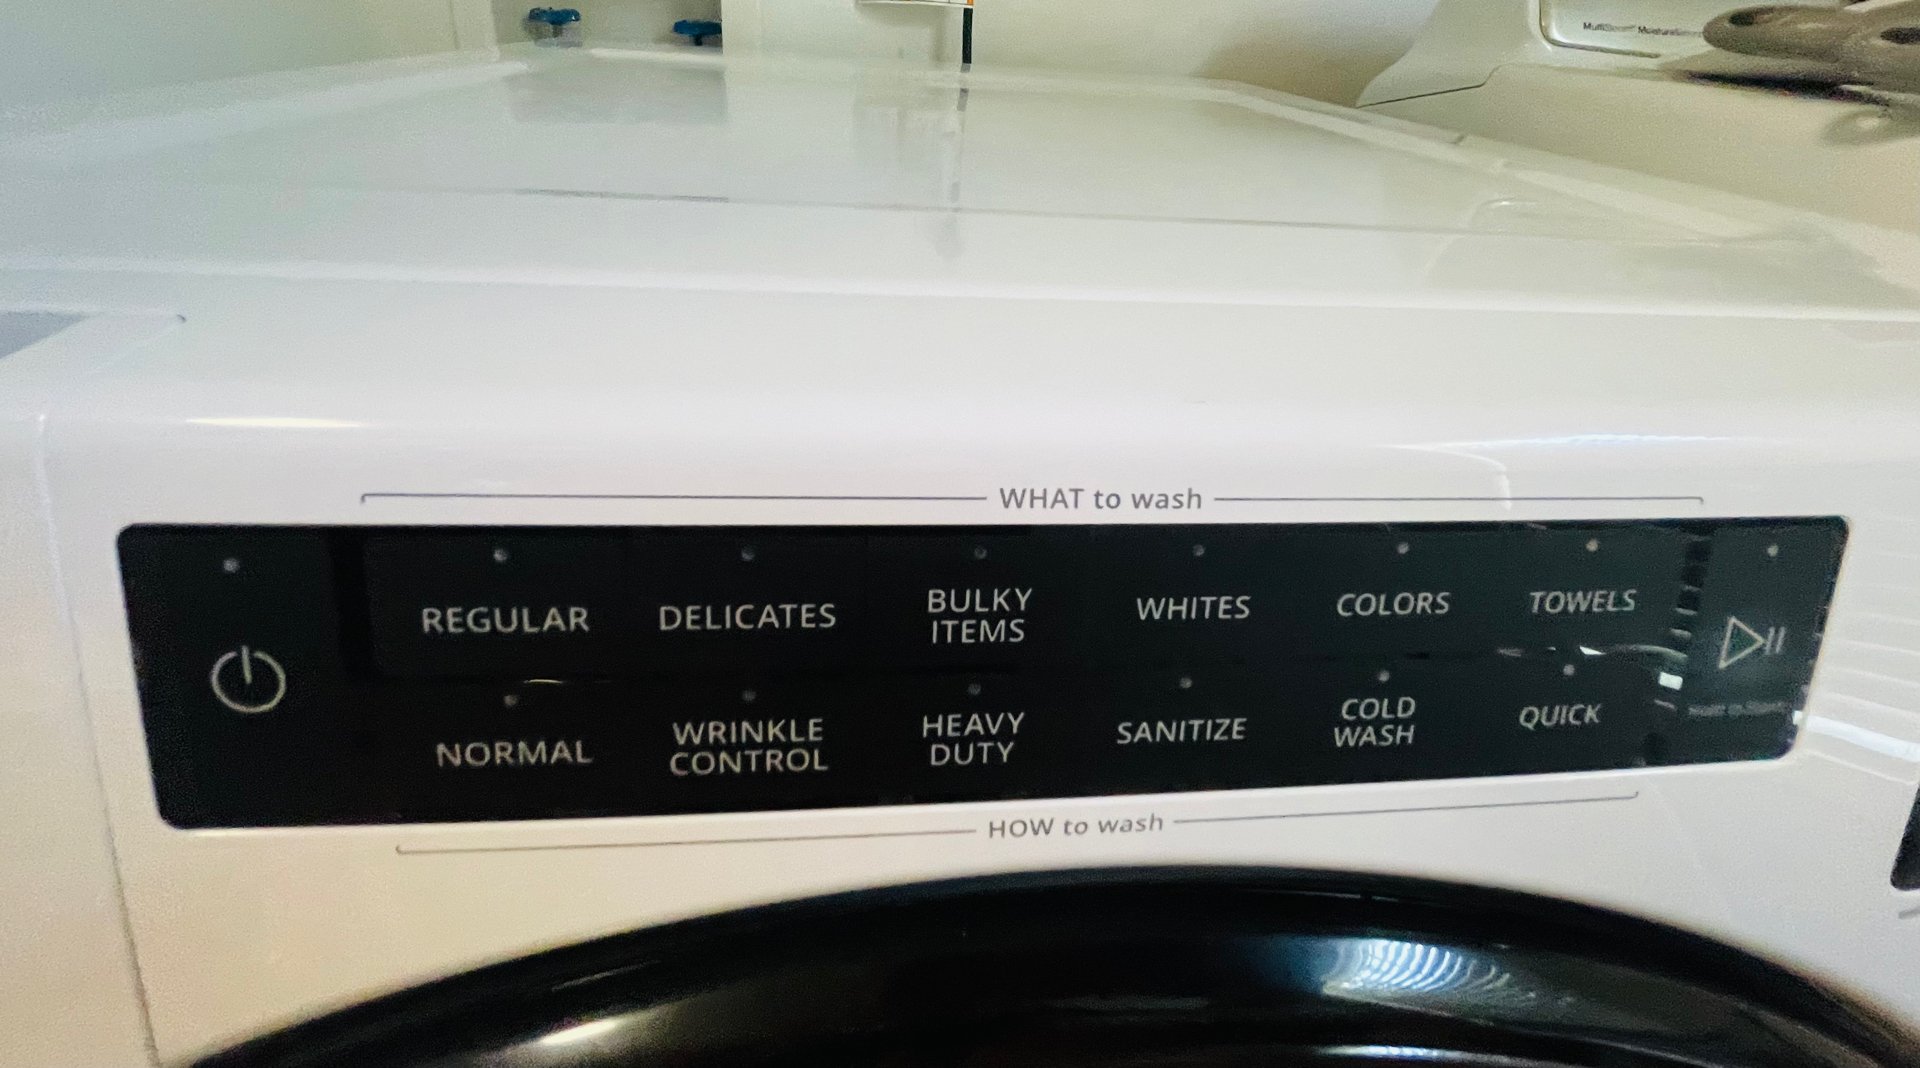 WHAT to wash
REGULAR
DELICATES
BULKY
ITEMS
WHITES
COLORS
TOWELS
NORMAL
WRINKLE
CONTROL
HEAVY
DUTY
SANITIZE
COLD
WASH
QUICK
HOW to wash